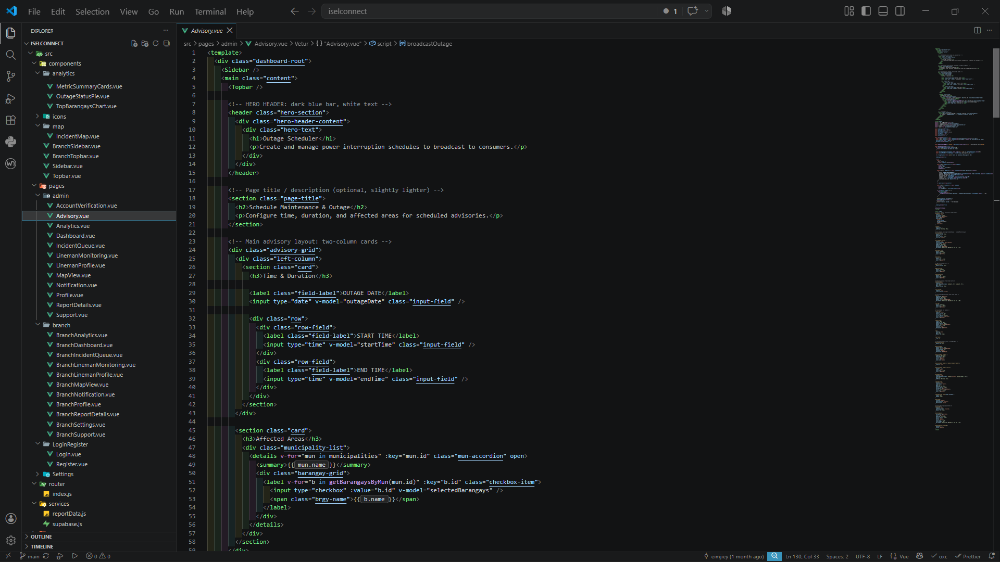 File Edit Selection View Go Run Terminal Help
iselconnect
1
EXPLORER
ISELCONNECT
src
components
analytics
MetricSummaryCards.vue
OutageStatusPie.vue
TopBarangaysChart.vue
icons
map
IncidentMap.vue
BranchSidebar.vue
BranchTopbar.vue
Sidebar.vue
Topbar.vue
pages
admin
AccountVerification.vue
Advisory.vue
Analytics.vue
Dashboard.vue
IncidentQueue.vue
LinemanMonitoring.vue
LinemanProfile.vue
MapView.vue
Notification.vue
Profile.vue
ReportDetails.vue
Support.vue
branch
BranchAnalytics.vue
BranchDashboard.vue
BranchIncidentQueue.vue
BranchLinemanMonitoring.vue
BranchLinemanProfile.vue
BranchMapView.vue
BranchNotification.vue
BranchProfile.vue
BranchReportDetails.vue
BranchSettings.vue
BranchSupport.vue
LoginRegister
Login.vue
Register.vue
Settings
router
index.js
services
reportData.js
supabase.js
OUTLINE
TIMELINE
Advisory.vue
src > pages > admin > Advisory.vue > Vetur > {} "Advisory.vue" > script > broadcastOutage
1 <template>
2 <div class="dashboard-root">
3 <Sidebar />
4 <main class="content">
5 <Topbar />
6
7 <!-- HERO HEADER: dark blue bar, white text -->
8 <header class="hero-section">
9 <div class="hero-header-content">
10 <div class="hero-text">
11 <h1>Outage Scheduler</h1>
12 <p>Create and manage power interruption schedules to broadcast to consumers.</p>
13 </div>
14 </div>
15 </header>
16
17 <!-- Page title / description (optional, slightly lighter) -->
18 <section class="page-title">
19 <h2>Schedule Maintenance & Outage</h2>
20 <p>Configure time, duration, and affected areas for scheduled advisories.</p>
21 </section>
22
23 <!-- Main advisory layout: two-column cards -->
24 <div class="advisory-grid">
25 <div class="left-column">
26 <section class="card">
27 <h3>Time & Duration</h3>
28
29 <label class="field-label">OUTAGE DATE</label>
30 <input type="date" v-model="outageDate" class="input-field" />
31
32 <div class="row">
33 <div class="row-field">
34 <label class="field-label">START TIME</label>
35 <input type="time" v-model="startTime" class="input-field" />
36 </div>
37 <div class="row-field">
38 <label class="field-label">END TIME</label>
39 <input type="time" v-model="endTime" class="input-field" />
40 </div>
41 </div>
42 </section>
43 </div>
44
45 <section class="card">
46 <h3>Affected Areas</h3>
47 <div class="municipality-list">
48 <details v-for="mun in municipalities" :key="mun.id" class="mun-accordion" open>
49 <summary>{{ mun.name }}</summary>
50 <div class="barangay-grid">
51 <label v-for="b in getBarangaysByMun(mun.id)" :key="b.id" class="checkbox-item">
52 <input type="checkbox" :value="b.id" v-model="selectedBarangays" />
53 <span class="brgy-name">{{ b.name }}</span>
54 </label>
55 </div>
56 </details>
57 </div>
58 </section>
59 </div>
main 0 0 eimjiey (1 month ago) Ln 130, Col 33 Spaces: 2 UTF-8 LF {} Vue oxc Prettier